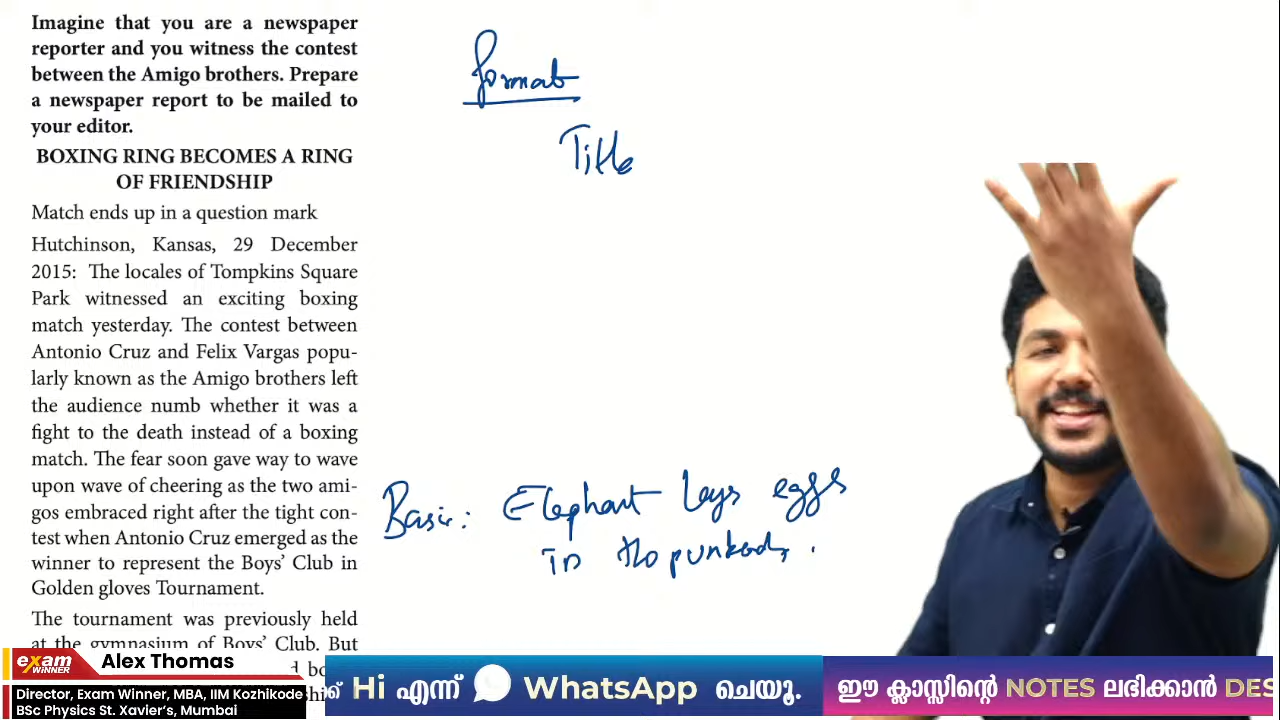 Imagine that you are a newspaper
reporter and you witness the contest
between the Amigo brothers. Prepare
a newspaper report to be mailed to
your editor.
BOXING RING BECOMES A RING
OF FRIENDSHIP
Match ends up in a question mark
Hutchinson, Kansas, 29 December
2015: The locales of Tompkins Square
Park witnessed an exciting boxing
match yesterday. The contest between
Antonio Cruz and Felix Vargas popu-
larly known as the Amigo brothers left
the audience numb whether it was a
fight to the death instead of a boxing
match. The fear soon gave way to wave
upon wave of cheering as the two ami-
gos embraced right after the tight con-
test when Antonio Cruz emerged as the
winner to represent the Boys' Club in
Golden gloves Tournament.
The tournament was previously held
at the gymnasium of Boys' Club. But
format
Title
Basic: Elephant lays eggs
in
exam
WINNER
Alex Thomas
Director, Exam Winner, MBA, IIM Kozhikode
BSc Physics St. Xavier's, Mumbai
Hi എന്ന് WhatsApp ചെയൂ.
ഈ ക്ലാസ്സിന്റെ NOTES ലഭിക്കാൻ DES